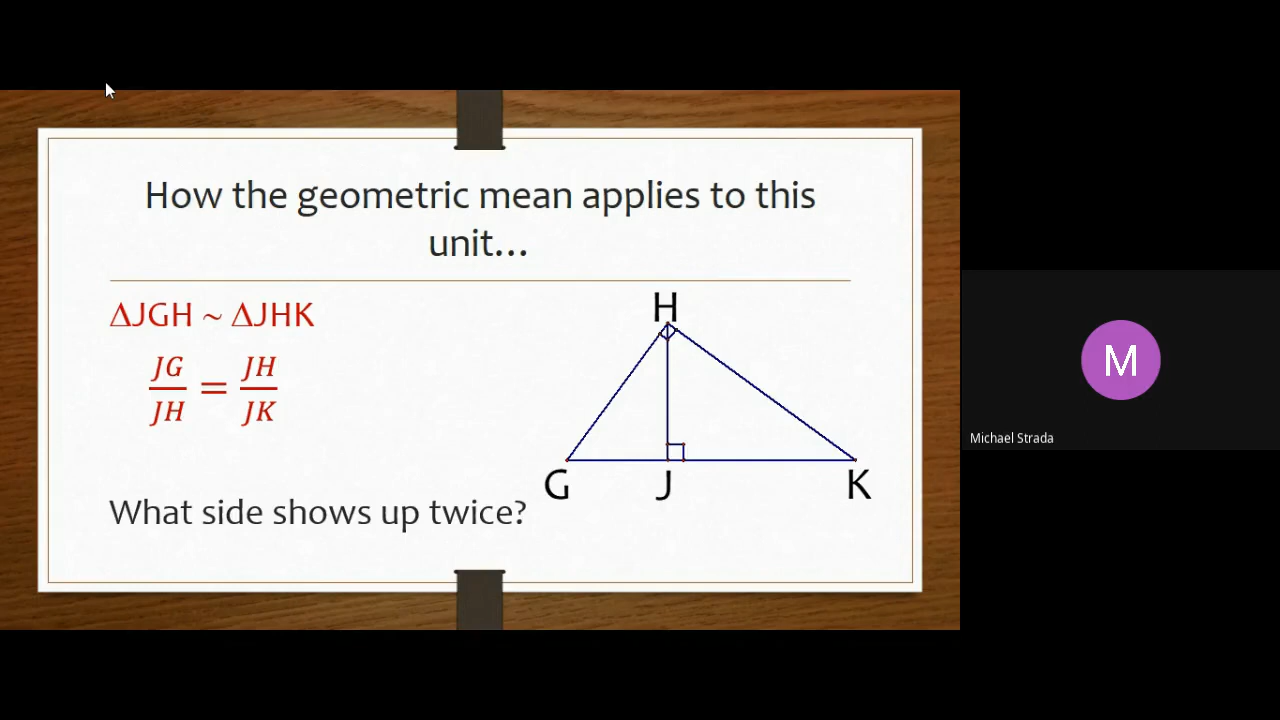 How the geometric mean applies to this
unit…
ΔJGH ~ ΔJHK
JG/JH = JH/JK
What side shows up twice?
H
G
J
K
M
Michael Strada